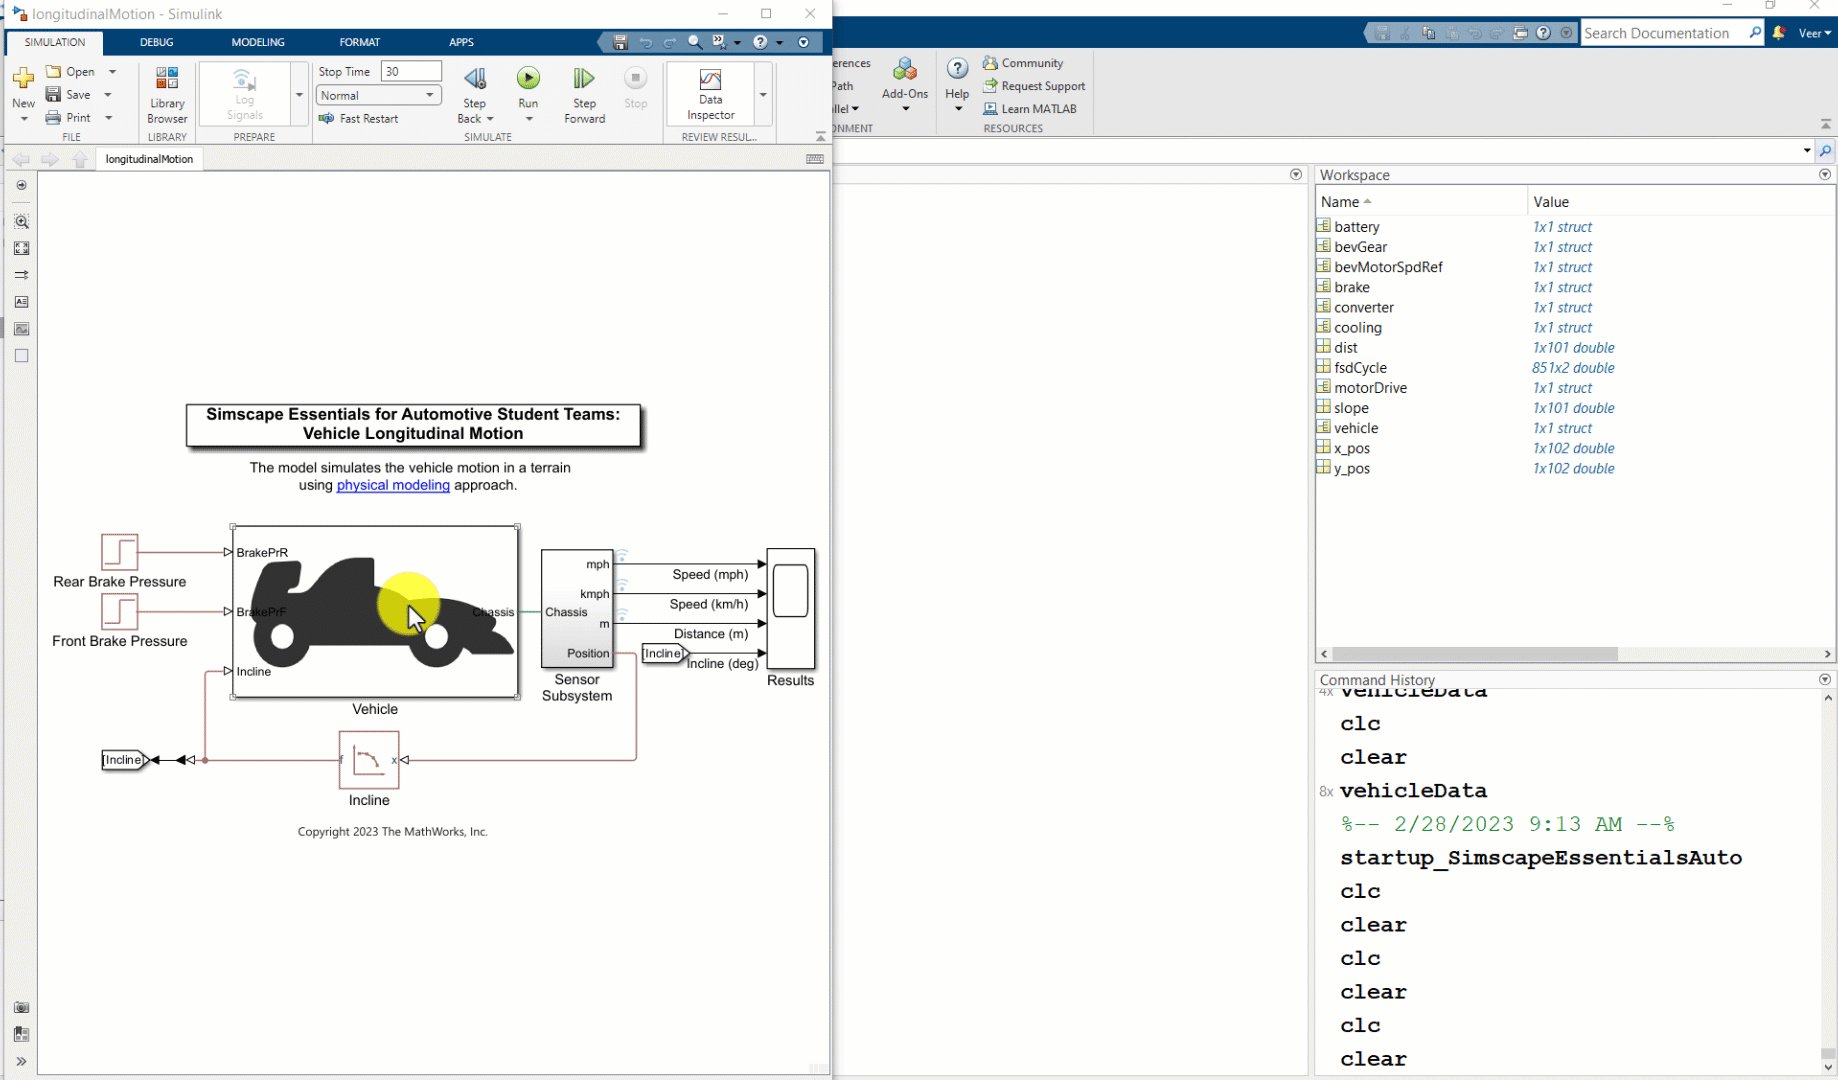 longitudinalMotion - Simulink
SIMULATION
DEBUG
MODELING
FORMAT
APPS
New
Open
Save
Print
FILE
Library
Browser
LIBRARY
Log
Signals
PREPARE
Stop Time
30
Normal
Fast Restart
Step
Back
Run
Step
Forward
Stop
SIMULATE
Data
Inspector
REVIEW RESUL...
longitudinalMotion
Search Documentation
Veer
erences
Path
llel
ONMENT
Add-Ons
Help
Community
Request Support
Learn MATLAB
RESOURCES
Simscape Essentials for Automotive Student Teams:
Vehicle Longitudinal Motion
The model simulates the vehicle motion in a terrain
using physical modeling approach.
Rear Brake Pressure
Front Brake Pressure
BrakePrR
BrakePrF
Incline
Chassis
Vehicle
Chassis
mph
kmph
m
Position
Sensor
Subsystem
Speed (mph)
Speed (km/h)
Distance (m)
[Incline]
Incline (deg)
Results
[Incline]
f
x
Incline
Copyright 2023 The MathWorks, Inc.
Workspace
Name
Value
battery 1x1 struct
bevGear 1x1 struct
bevMotorSpdRef 1x1 struct
brake 1x1 struct
converter 1x1 struct
cooling 1x1 struct
dist 1x101 double
fsdCycle 851x2 double
motorDrive 1x1 struct
slope 1x101 double
vehicle 1x1 struct
x_pos 1x102 double
y_pos 1x102 double
Command History
4x vehicleData
clc
clear
8x vehicleData
%-- 2/28/2023 9:13 AM --%
startup_SimscapeEssentialsAuto
clc
clear
clc
clear
clc
clear